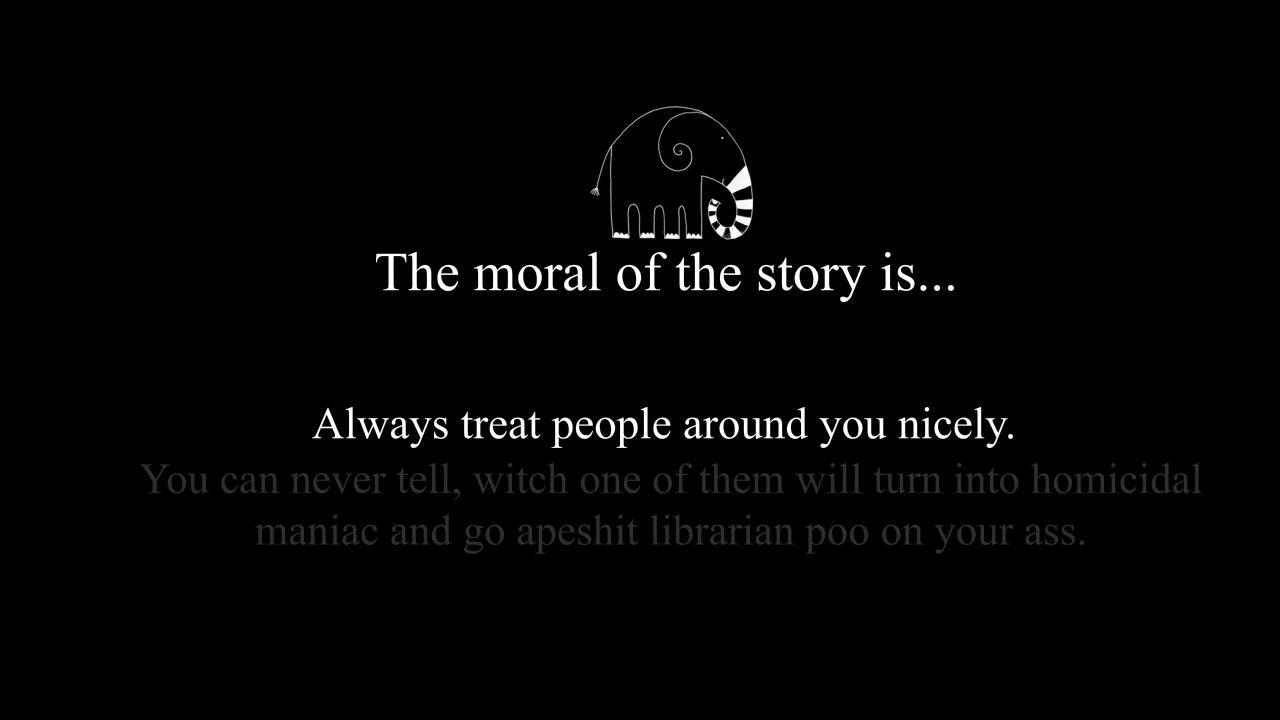 The moral of the story is...
Always treat people around you nicely.
You can never tell, witch one of them will turn into homicidal
maniac and go apeshit librarian poo on your ass.